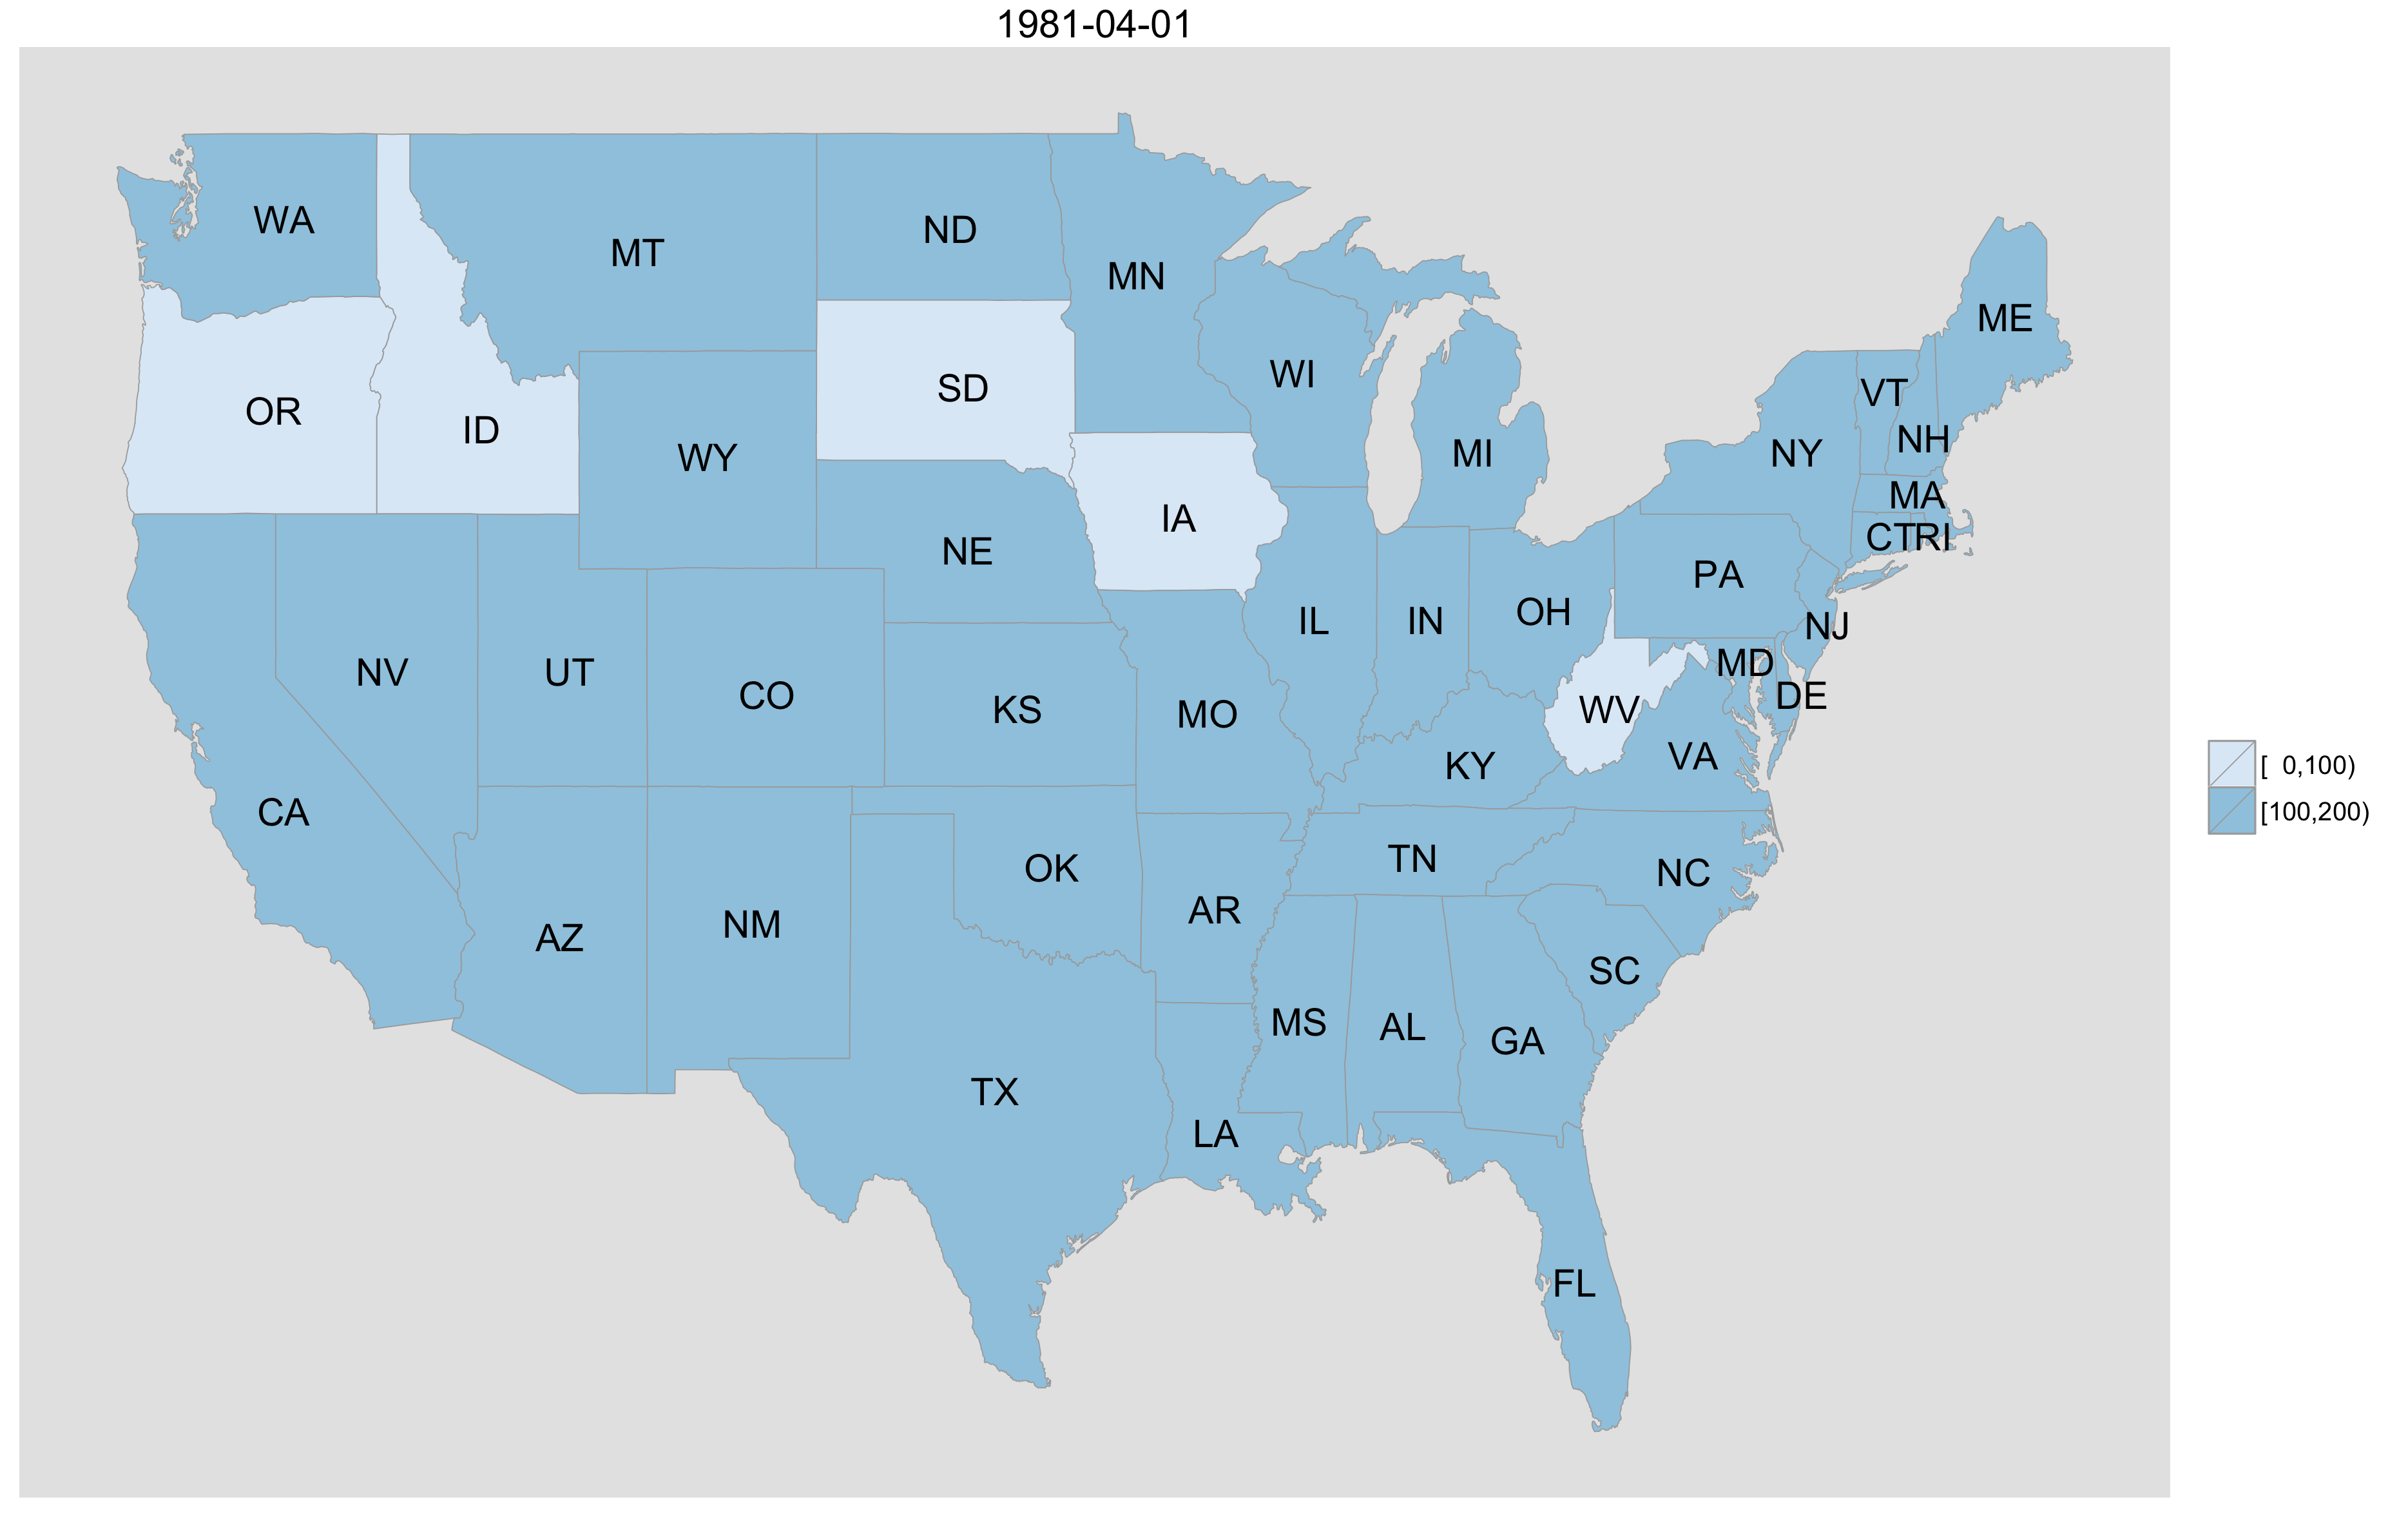 1981-04-01
WA
MT
ND
MN
ME
OR
ID
WY
SD
WI
MI
NY
VT
NH
MA
CT
RI
NE
IA
PA
NJ
NV
UT
CO
KS
MO
IL
IN
OH
WV
MD
DE
VA
KY
CA
[  0,100)
[100,200)
AZ
NM
OK
AR
TN
NC
SC
TX
LA
MS
AL
GA
FL